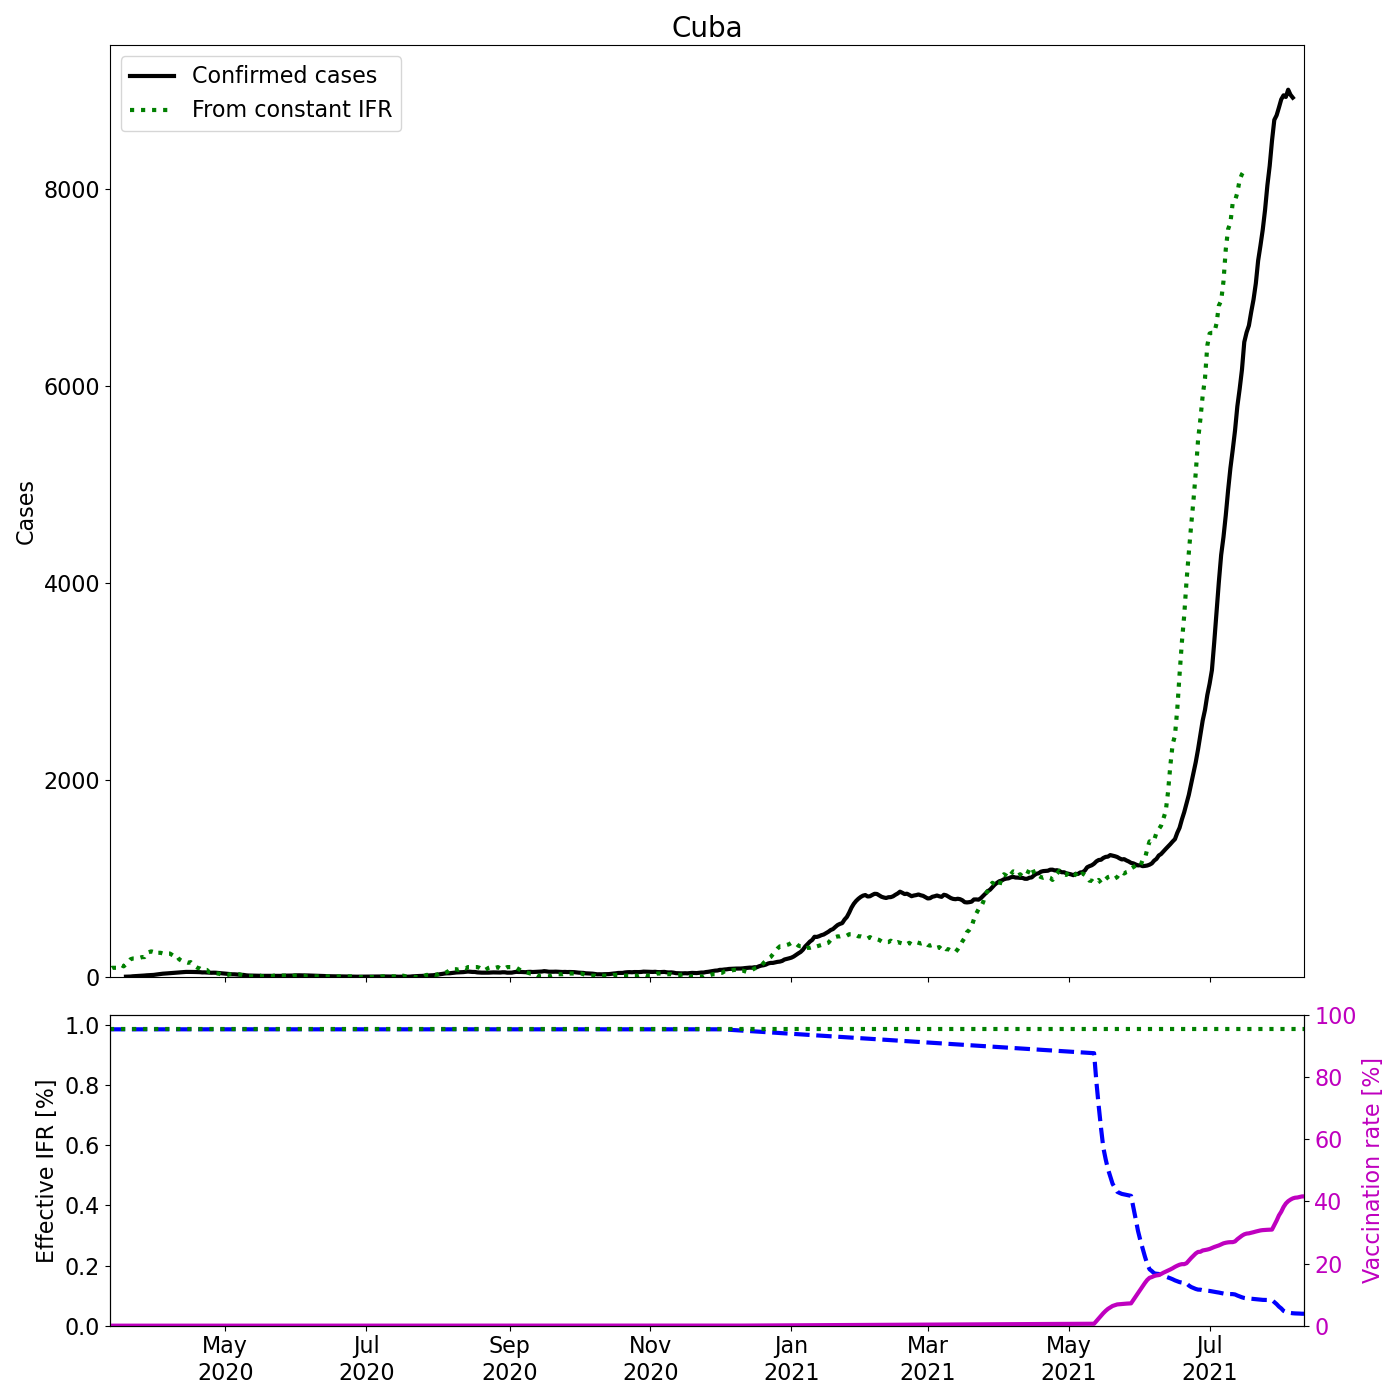 Cuba
Confirmed cases
From constant IFR
Cases
8000
6000
4000
2000
0
Effective IFR [%]
1.0
0.8
0.6
0.4
0.2
0.0
100
80
60
40
20
0
Vaccination rate [%]
May Jul Sep Nov Jan Mar May Jul
2020 2020 2020 2020 2021 2021 2021 2021